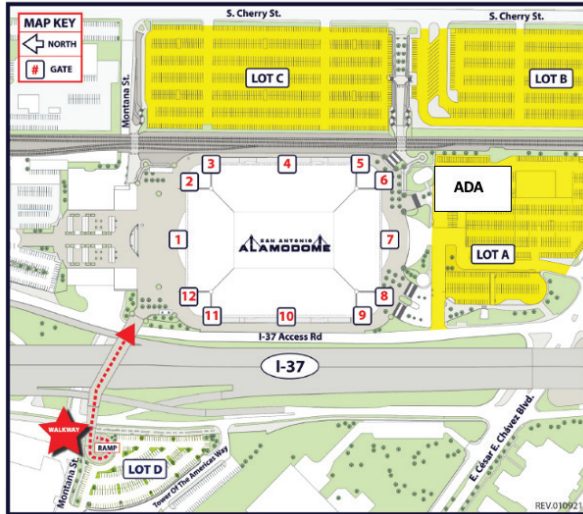 MAP KEY
NORTH
# GATE
S. Cherry St.
S. Cherry St.
Montana St.
LOT C
LOT B
3
4
5
2
6
ADA
1
SAN ANTONIO
ALAMODOME
7
LOT A
12
8
11
10
9
I-37 Access Rd
I-37
WALKWAY
RAMP
LOT D
Montana St.
Tower Of The Americas Way
E. César E. Chávez Blvd.
REV.010921